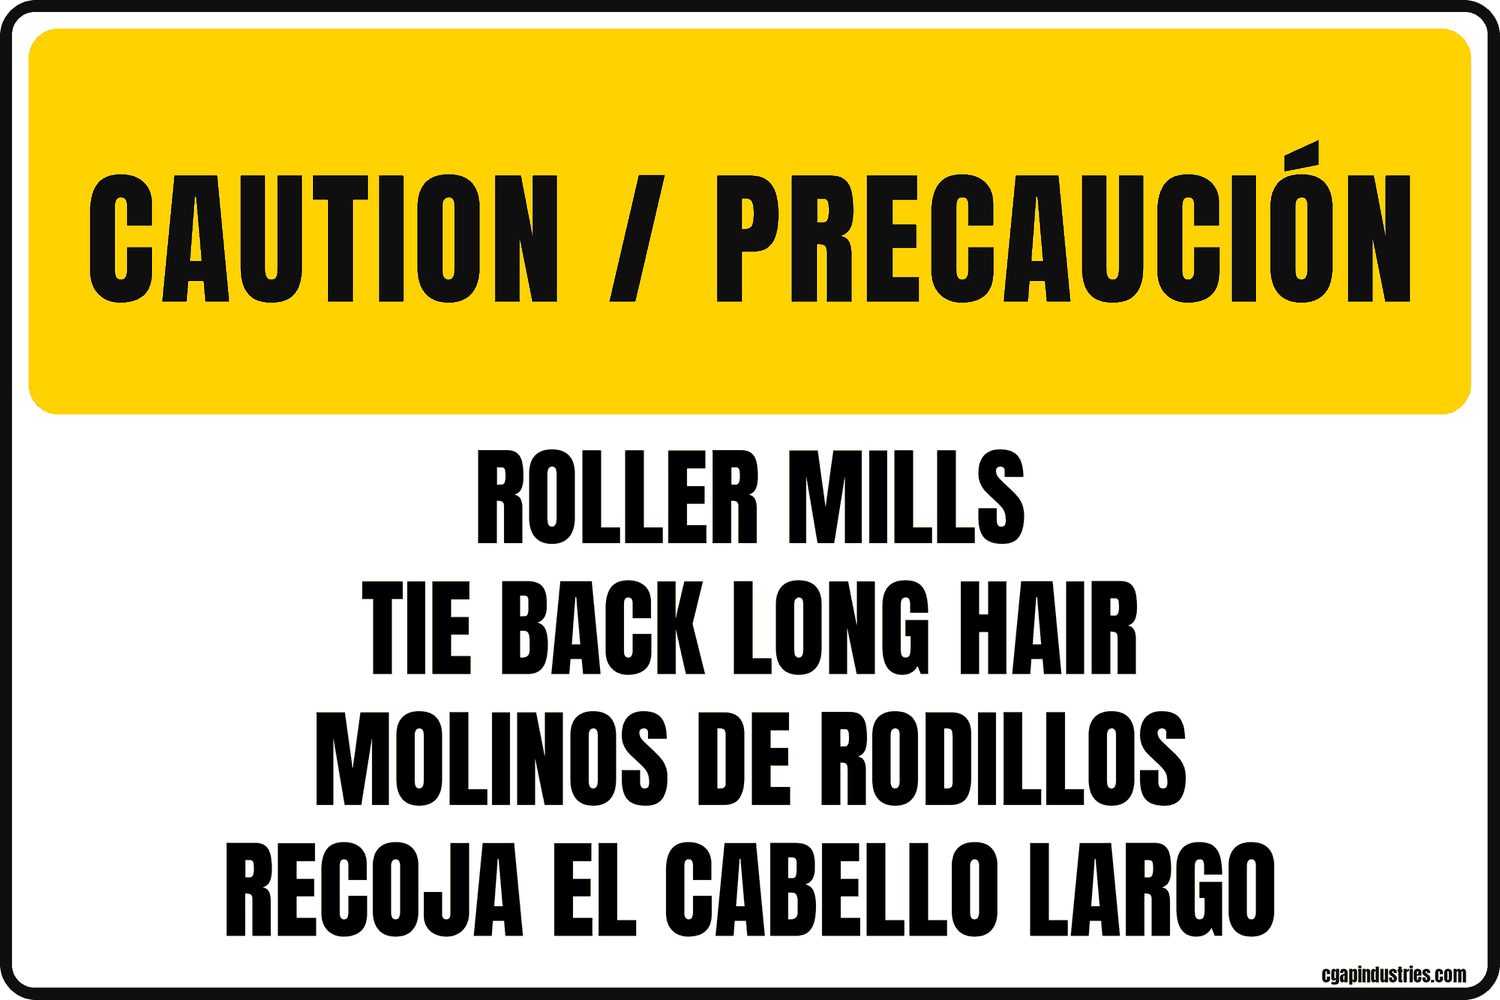 CAUTION / PRECAUCIÓN
ROLLER MILLS
TIE BACK LONG HAIR
MOLINOS DE RODILLOS
RECOJA EL CABELLO LARGO
cgapindustries.com